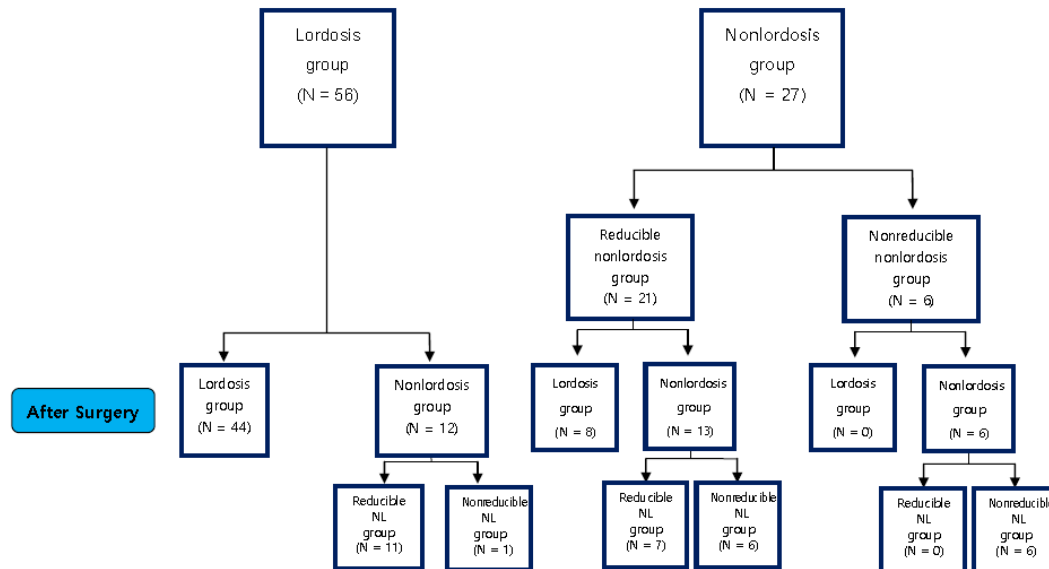 Lordosis
group
(N = 56)
Nonlordosis
group
(N = 27)
Reducible
nonlordosis
group
(N = 21)
Nonreducible
nonlordosis
group
(N = 6)
After Surgery
Lordosis
group
(N = 44)
Nonlordosis
group
(N = 12)
Lordosis
group
(N = 8)
Nonlordosis
group
(N = 13)
Lordosis
group
(N = 0)
Nonlordosis
group
(N = 6)
Reducible
NL
group
(N = 11)
Nonreducible
NL
group
(N = 1)
Reducible
NL
group
(N = 7)
Nonreducible
NL
group
(N = 6)
Reducible
NL
group
(N = 0)
Nonreducible
NL
group
(N = 6)